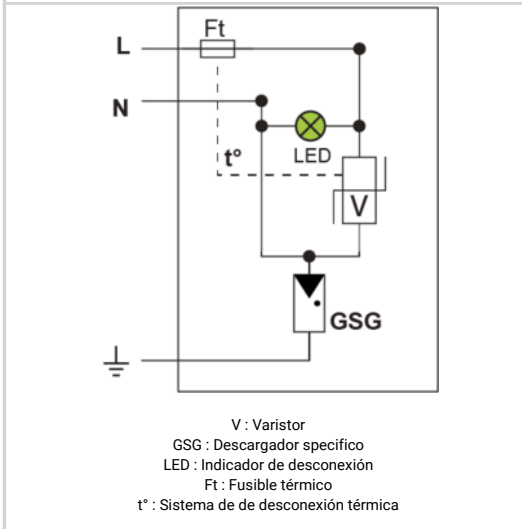 Ft
L
N
LED
t°
V
GSG
V : Varistor
GSG : Descargador specifico
LED : Indicador de desconexión
Ft : Fusible térmico
t° : Sistema de de desconexión térmica